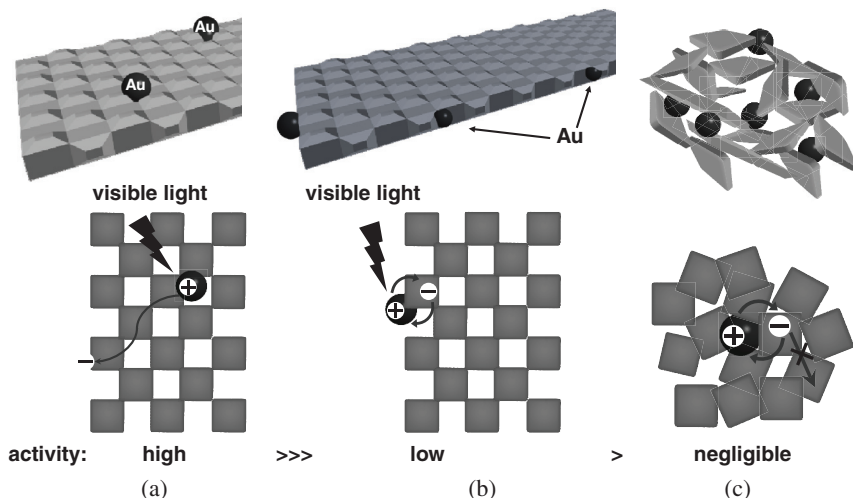 Au
Au
Au
visible light
visible light
+
−
+
−
+
−
activity: high >>> low > negligible
(a) (b) (c)